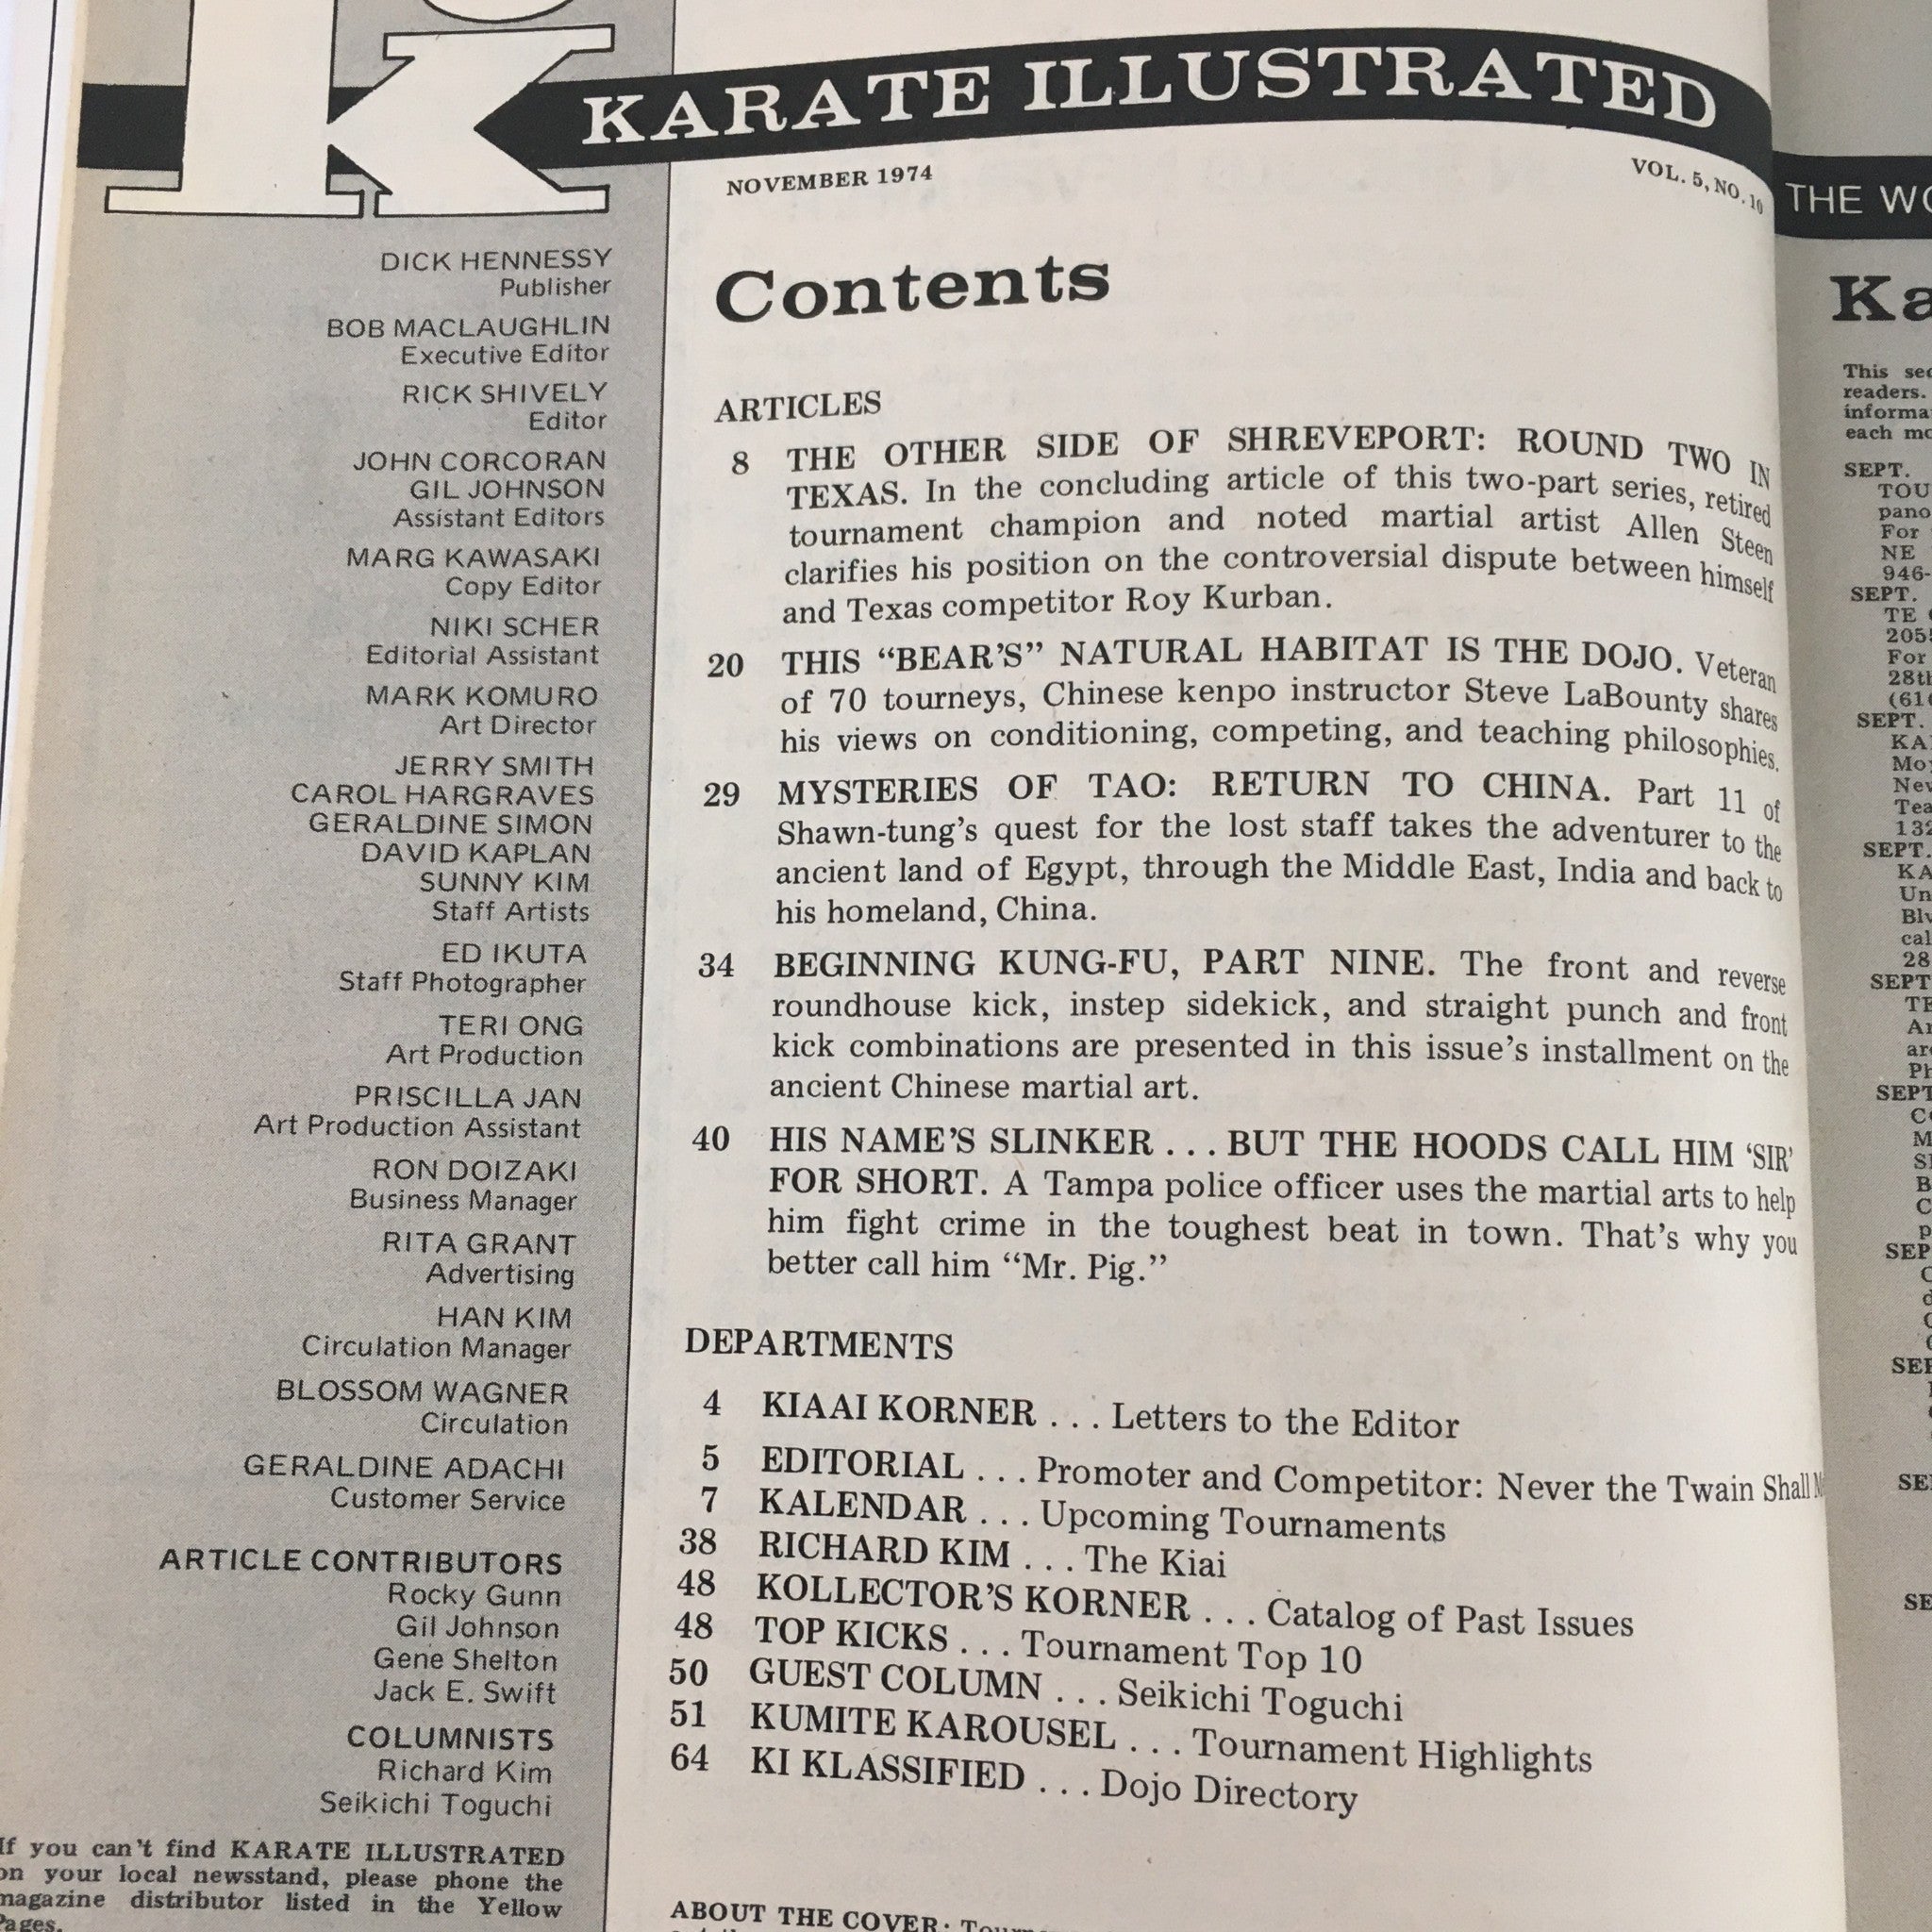 KARATE ILLUSTRATED
NOVEMBER 1974
VOL. 5, NO. 10
DICK HENNESSY
Publisher
BOB MACLAUGHLIN
Executive Editor
RICK SHIVELY
Editor
JOHN CORCORAN
GIL JOHNSON
Assistant Editors
MARG KAWASAKI
Copy Editor
NIKI SCHER
Editorial Assistant
MARK KOMURO
Art Director
JERRY SMITH
CAROL HARGRAVES
GERALDINE SIMON
DAVID KAPLAN
SUNNY KIM
Staff Artists
ED IKUTA
Staff Photographer
TERI ONG
Art Production
PRISCILLA JAN
Art Production Assistant
RON DOIZAKI
Business Manager
RITA GRANT
Advertising
HAN KIM
Circulation Manager
BLOSSOM WAGNER
Circulation
GERALDINE ADACHI
Customer Service
ARTICLE CONTRIBUTORS
Rocky Gunn
Gil Johnson
Gene Shelton
Jack E. Swift
COLUMNISTS
Richard Kim
Seikichi Toguchi
If you can't find KARATE ILLUSTRATED
on your local newsstand, please phone the
magazine distributor listed in the Yellow
Pages.
Contents
ARTICLES
8 THE OTHER SIDE OF SHREVEPORT: ROUND TWO IN
TEXAS. In the concluding article of this two-part series, retired
tournament champion and noted martial artist Allen Steen
clarifies his position on the controversial dispute between himself
and Texas competitor Roy Kurban.
20 THIS “BEAR’S” NATURAL HABITAT IS THE DOJO. Veteran
of 70 tourneys, Chinese kenpo instructor Steve LaBounty shares
his views on conditioning, competing, and teaching philosophies.
29 MYSTERIES OF TAO: RETURN TO CHINA. Part 11 of
Shawn-tung’s quest for the lost staff takes the adventurer to the
ancient land of Egypt, through the Middle East, India and back to
his homeland, China.
34 BEGINNING KUNG-FU, PART NINE. The front and reverse
roundhouse kick, instep sidekick, and straight punch and front
kick combinations are presented in this issue’s installment on the
ancient Chinese martial art.
40 HIS NAME’S SLINKER . . . BUT THE HOODS CALL HIM ‘SIR’
FOR SHORT. A Tampa police officer uses the martial arts to help
him fight crime in the toughest beat in town. That’s why you
better call him “Mr. Pig.”
DEPARTMENTS
4 KIAAI KORNER . . . Letters to the Editor
5 EDITORIAL . . . Promoter and Competitor: Never the Twain Shall
7 KALENDAR . . . Upcoming Tournaments
38 RICHARD KIM . . . The Kiai
48 KOLLECTOR’S KORNER . . . Catalog of Past Issues
48 TOP KICKS . . . Tournament Top 10
50 GUEST COLUMN . . . Seikichi Toguchi
51 KUMITE KAROUSEL . . . Tournament Highlights
64 KI KLASSIFIED . . . Dojo Directory
ABOUT THE COVER:
THE
Ka
This
readers.
each
SEPT.
For
NE
946-
SEPT.
TE
For
28th
SEPT.
SEPT.
28
SEPT